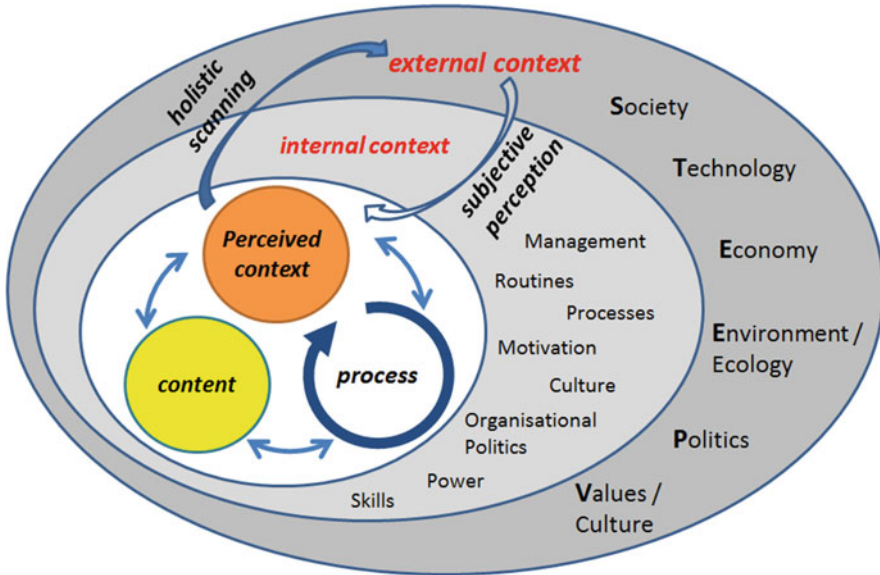 holistic
scanning
external context
internal context
subjective
perception
Society
Technology
Economy
Environment /
Ecology
Politics
Values /
Culture
Management
Routines
Processes
Motivation
Culture
Organisational
Politics
Power
Skills
Perceived
context
content
process